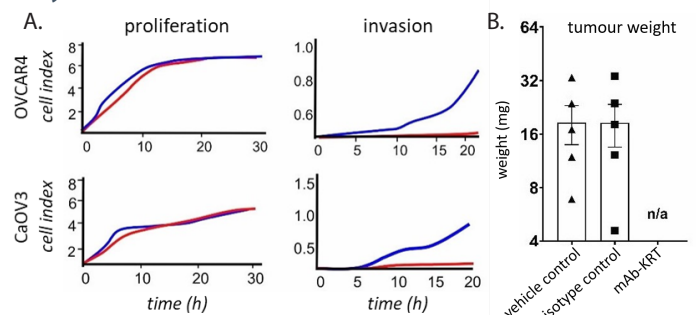 A.
proliferation
invasion
B.
tumour weight
OVCAR4
cell index
8
6
4
2
0
10
20
30
1.0
0.8
0.6
0
5
10
15
20
CaOV3
cell index
8
6
4
2
0
10
20
30
time (h)
1.5
1.0
0.5
0
5
10
15
20
time (h)
weight (mg)
64
32
16
8
4
n/a
vehicle control
isotype control
mAb-KRT